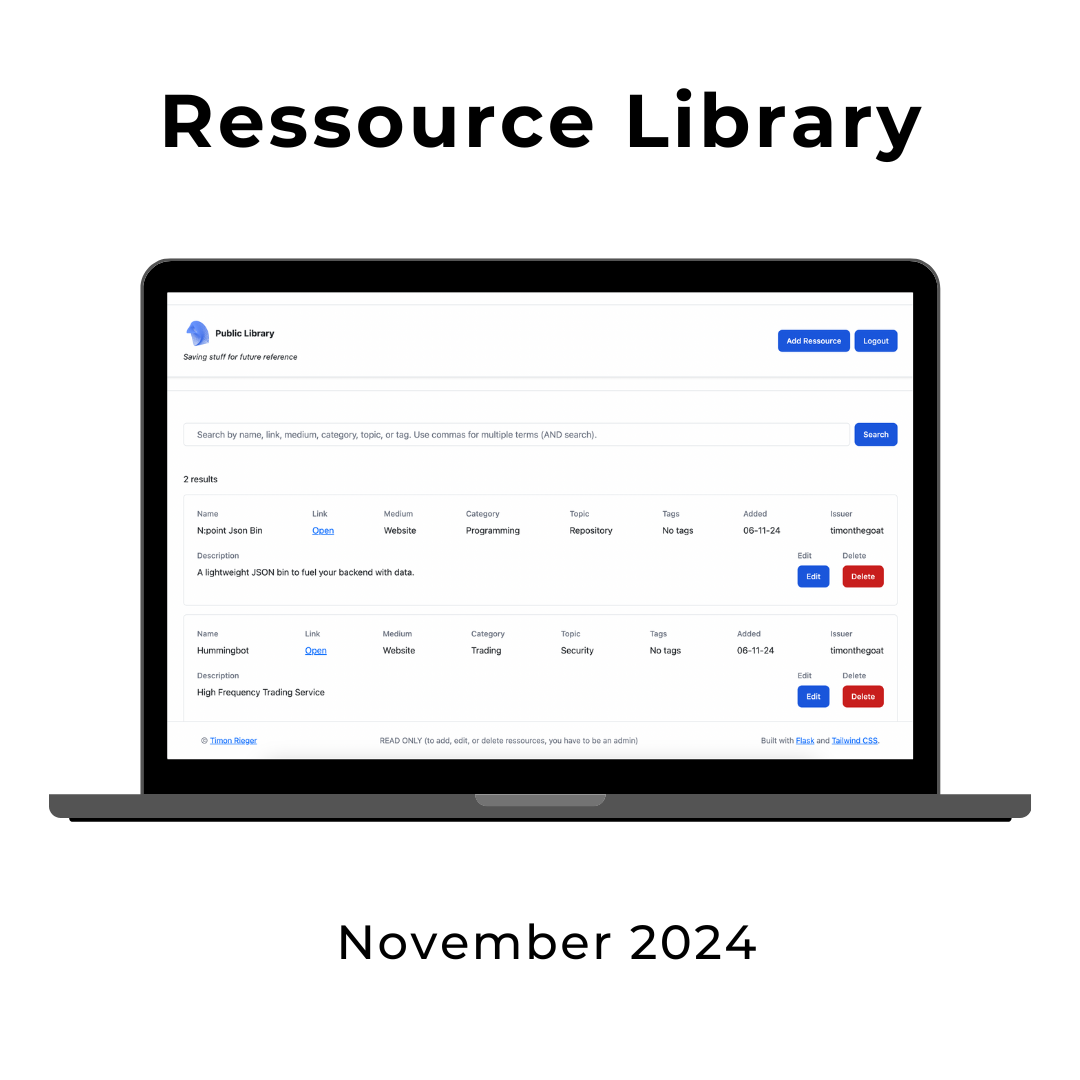 Ressource Library
Public Library
Saving stuff for future reference
Add Ressource Logout
Search by name, link, medium, category, topic, or tag. Use commas for multiple terms (AND search). Search
2 results
Name Link Medium Category Topic Tags Added Issuer
N:point Json Bin Open Website Programming Repository No tags 06-11-24 timonthegoat
Description Edit Delete
A lightweight JSON bin to fuel your backend with data. Edit Delete
Name Link Medium Category Topic Tags Added Issuer
Hummingbot Open Website Trading Security No tags 06-11-24 timonthegoat
Description Edit Delete
High Frequency Trading Service Edit Delete
© Timon Rieger READ ONLY (to add, edit, or delete ressources, you have to be an admin) Built with Flask and Tailwind CSS.
November 2024